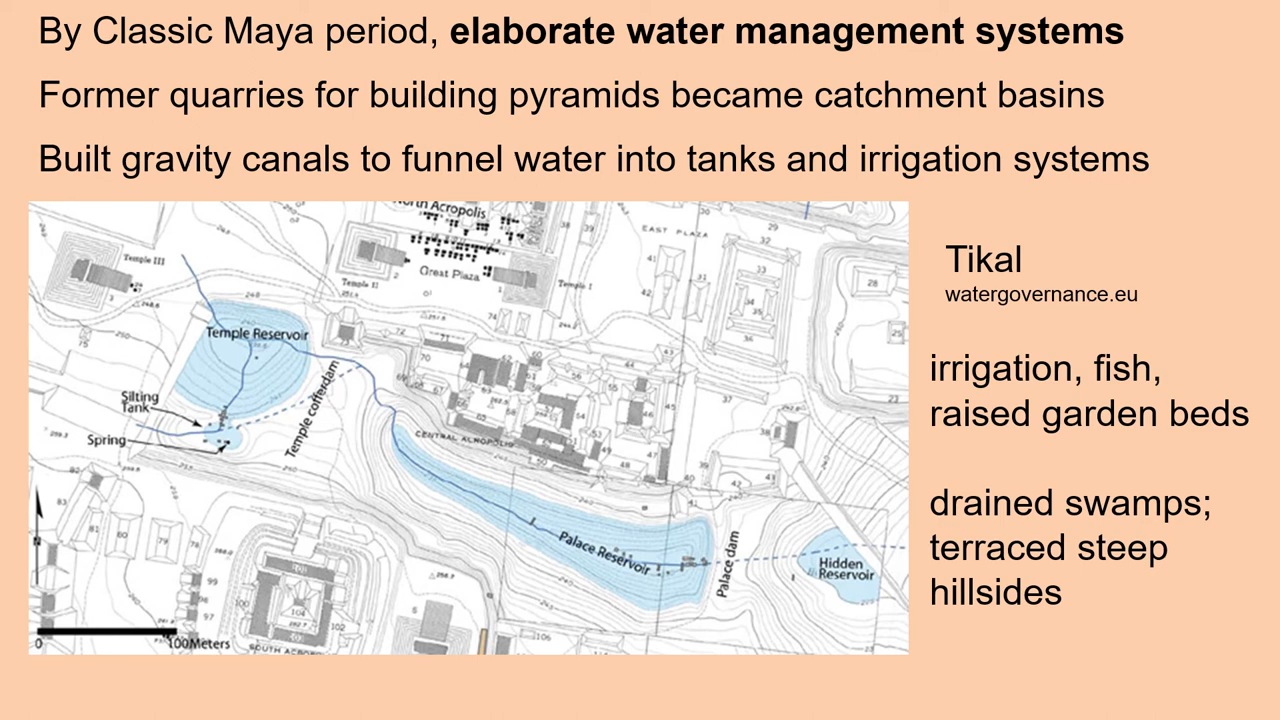 By Classic Maya period, elaborate water management systems
Former quarries for building pyramids became catchment basins
Built gravity canals to funnel water into tanks and irrigation systems
North Acropolis
EAST PLAZA
Temple III
Great Plaza
Temple II
Temple I
Temple Reservoir
Silting
Tank
Spring
Temple cofferdam
CENTRAL ACROPOLIS
Palace Reservoir
Palace dam
Hidden
Reservoir
N
0
100Meters
SOUTH ACROPO
Tikal
watergovernance.eu
irrigation, fish,
raised garden beds
drained swamps;
terraced steep
hillsides